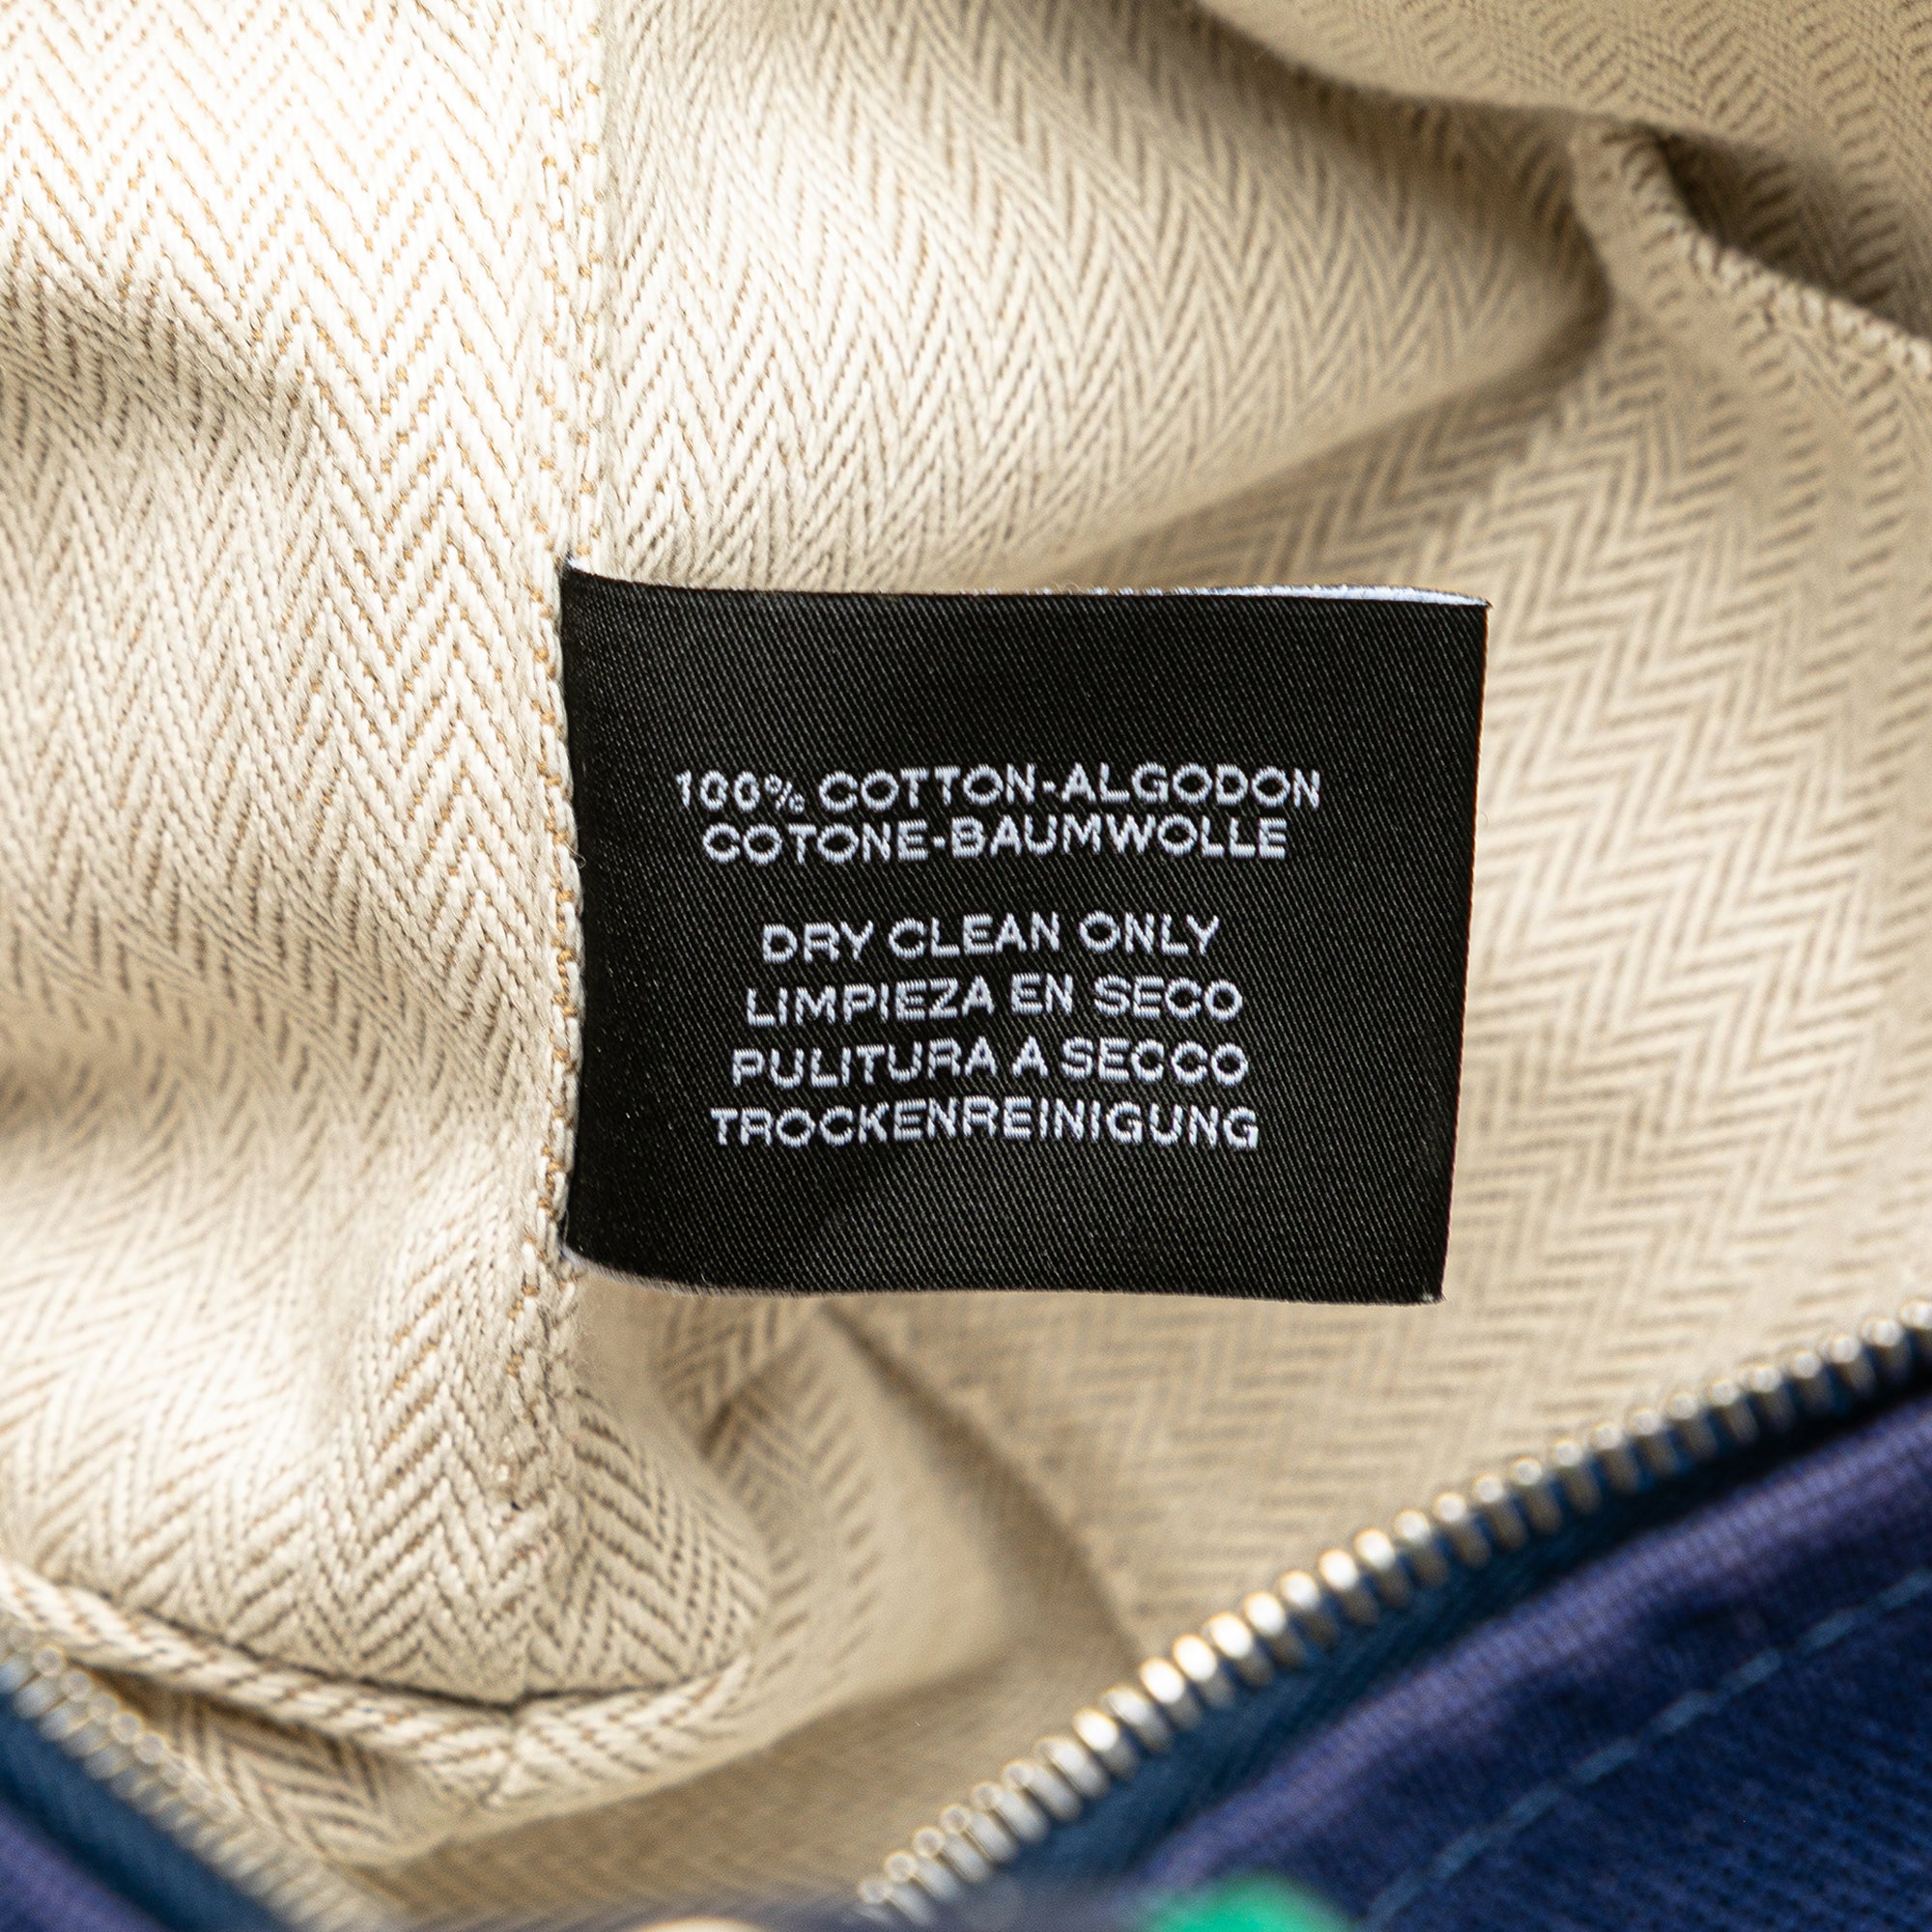 100% COTTON-ALGODON
COTONE-BAUMWOLLE
DRY CLEAN ONLY
LIMPIEZA EN SECO
PULITURA A SECCO
TROCKENREINIGUNG